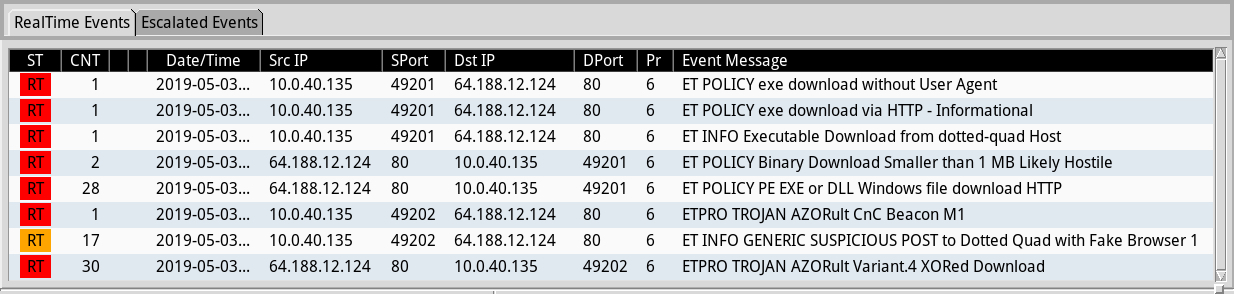 RealTime Events Escalated Events
ST CNT Date/Time Src IP SPort Dst IP DPort Pr Event Message
RT 1 2019-05-03... 10.0.40.135 49201 64.188.12.124 80 6 ET POLICY exe download without User Agent
RT 1 2019-05-03... 10.0.40.135 49201 64.188.12.124 80 6 ET POLICY exe download via HTTP - Informational
RT 1 2019-05-03... 10.0.40.135 49201 64.188.12.124 80 6 ET INFO Executable Download from dotted-quad Host
RT 2 2019-05-03... 64.188.12.124 80 10.0.40.135 49201 6 ET POLICY Binary Download Smaller than 1 MB Likely Hostile
RT 28 2019-05-03... 64.188.12.124 80 10.0.40.135 49201 6 ET POLICY PE EXE or DLL Windows file download HTTP
RT 1 2019-05-03... 10.0.40.135 49202 64.188.12.124 80 6 ETPRO TROJAN AZORult CnC Beacon M1
RT 17 2019-05-03... 10.0.40.135 49202 64.188.12.124 80 6 ET INFO GENERIC SUSPICIOUS POST to Dotted Quad with Fake Browser 1
RT 30 2019-05-03... 64.188.12.124 80 10.0.40.135 49202 6 ETPRO TROJAN AZORult Variant.4 XORed Download